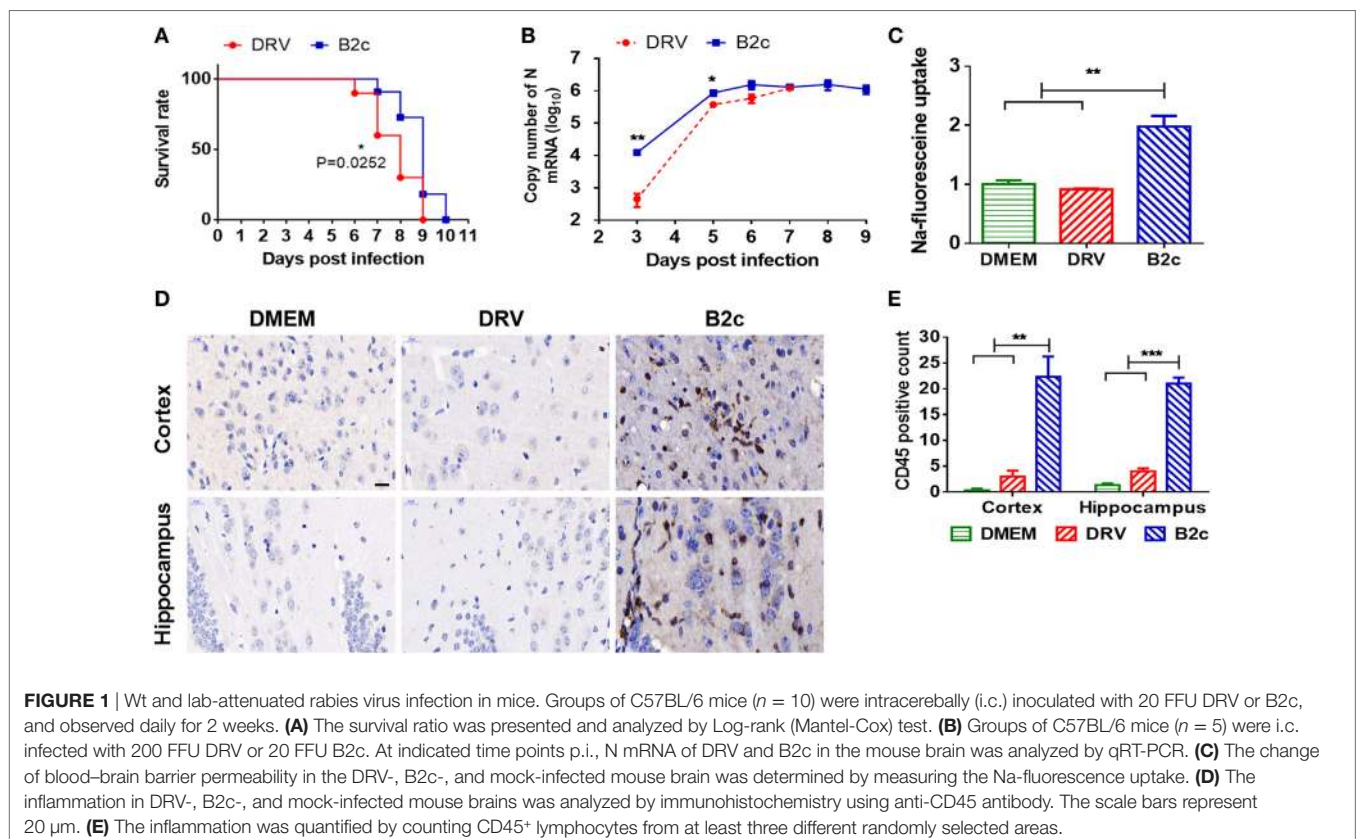 A
DRV B2c
100
50
0
Survival rate
*
P=0.0252
0 1 2 3 4 5 6 7 8 9 10 11
Days post infection
B
DRV B2c
7
6
5
4
3
2
Copy number of N
mRNA (log10)
**
*
2 3 4 5 6 7 8 9
Days post infection
C
3
2
1
0
Na-fluoresceine uptake
**
DMEM DRV B2c
D
DMEM DRV B2c
Cortex
Hippocampus
E
30
25
20
15
10
5
0
CD45 positive count
** ***
Cortex Hippocampus
DMEM DRV B2c
FIGURE 1 | Wt and lab-attenuated rabies virus infection in mice. Groups of C57BL/6 mice (n = 10) were intracerebally (i.c.) inoculated with 20 FFU DRV or B2c,
and observed daily for 2 weeks. (A) The survival ratio was presented and analyzed by Log-rank (Mantel-Cox) test. (B) Groups of C57BL/6 mice (n = 5) were i.c.
infected with 200 FFU DRV or 20 FFU B2c. At indicated time points p.i., N mRNA of DRV and B2c in the mouse brain was analyzed by qRT-PCR. (C) The change
of blood–brain barrier permeability in the DRV-, B2c-, and mock-infected mouse brain was determined by measuring the Na-fluorescence uptake. (D) The
inflammation in DRV-, B2c-, and mock-infected mouse brains was analyzed by immunohistochemistry using anti-CD45 antibody. The scale bars represent
20 μm. (E) The inflammation was quantified by counting CD45+ lymphocytes from at least three different randomly selected areas.